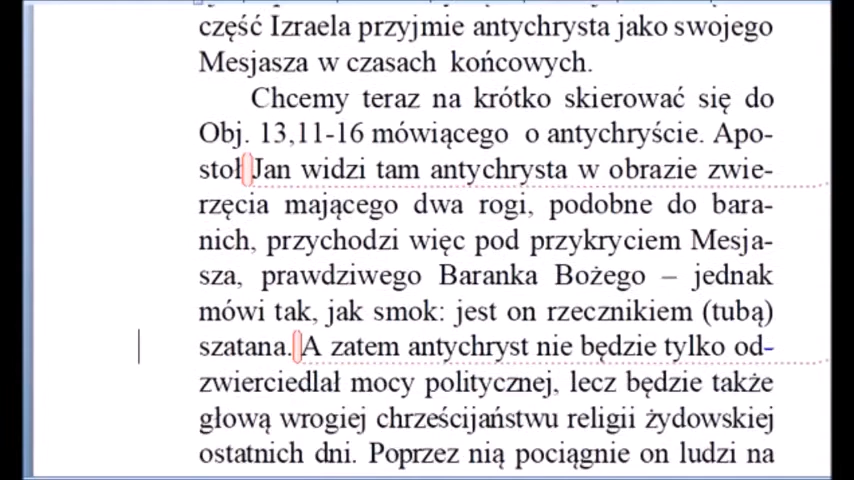 część Izraela przyjmie antychrysta jako swojego
Mesjasza w czasach końcowych.
Chcemy teraz na krótko skierować się do
Obj. 13,11-16 mówiącego o antychryście. Apo-
stoł Jan widzi tam antychrysta w obrazie zwie-
rzęcia mającego dwa rogi, podobne do bara-
nich, przychodzi więc pod przykryciem Mesja-
sza, prawdziwego Baranka Bożego – jednak
mówi tak, jak smok: jest on rzecznikiem (tubą)
szatana. A zatem antychryst nie będzie tylko od-
zwierciedlał mocy politycznej, lecz będzie także
głową wrogiej chrześcijaństwu religii żydowskiej
ostatnich dni. Poprzez nią pociągnie on ludzi na